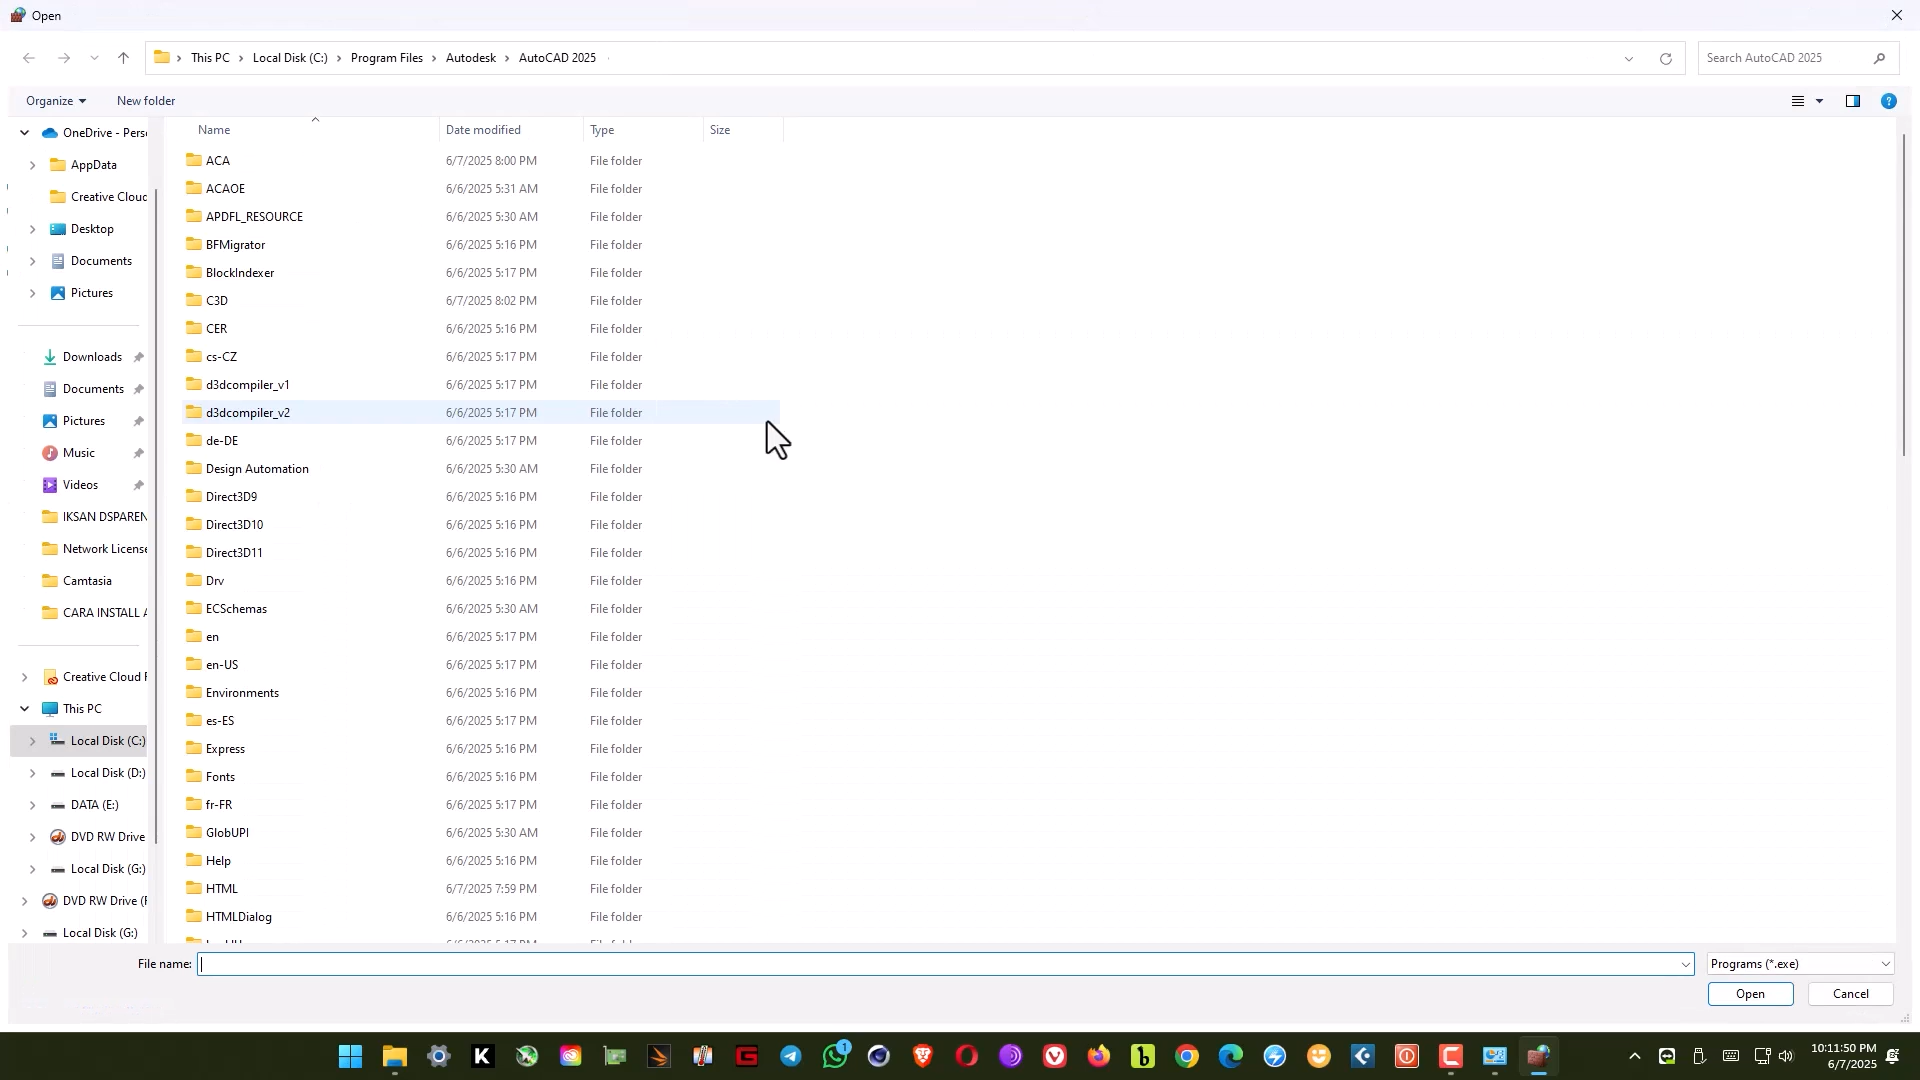 Open
This PC > Local Disk (C:) > Program Files > Autodesk > AutoCAD 2025
Search AutoCAD 2025
Organize
New folder
OneDrive - Perso
AppData
Creative Cloud
Desktop
Documents
Pictures
Downloads
Documents
Pictures
Music
Videos
IKSAN DSPAREN
Network License
Camtasia
CARA INSTALL A
Creative Cloud F
This PC
Local Disk (C:)
Local Disk (D:)
DATA (E:)
DVD RW Drive
Local Disk (G:)
DVD RW Drive (F
Local Disk (G:)
Name Date modified Type Size
ACA 6/7/2025 8:00 PM File folder
ACAOE 6/6/2025 5:31 AM File folder
APDFL_RESOURCE 6/6/2025 5:30 AM File folder
BFMigrator 6/6/2025 5:16 PM File folder
BlockIndexer 6/6/2025 5:17 PM File folder
C3D 6/7/2025 8:02 PM File folder
CER 6/6/2025 5:16 PM File folder
cs-CZ 6/6/2025 5:17 PM File folder
d3dcompiler_v1 6/6/2025 5:17 PM File folder
d3dcompiler_v2 6/6/2025 5:17 PM File folder
de-DE 6/6/2025 5:17 PM File folder
Design Automation 6/6/2025 5:30 AM File folder
Direct3D9 6/6/2025 5:16 PM File folder
Direct3D10 6/6/2025 5:16 PM File folder
Direct3D11 6/6/2025 5:16 PM File folder
Drv 6/6/2025 5:16 PM File folder
ECSchemas 6/6/2025 5:30 AM File folder
en 6/6/2025 5:17 PM File folder
en-US 6/6/2025 5:17 PM File folder
Environments 6/6/2025 5:16 PM File folder
es-ES 6/6/2025 5:17 PM File folder
Express 6/6/2025 5:16 PM File folder
Fonts 6/6/2025 5:16 PM File folder
fr-FR 6/6/2025 5:17 PM File folder
GlobUPI 6/6/2025 5:30 AM File folder
Help 6/6/2025 5:16 PM File folder
HTML 6/7/2025 7:59 PM File folder
HTMLDialog 6/6/2025 5:16 PM File folder
File name:
Programs (*.exe)
Open
Cancel
10:11:50 PM
6/7/2025